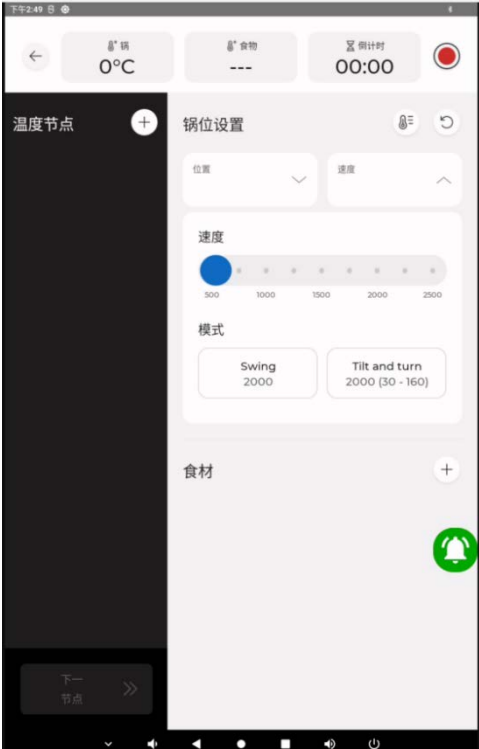 下午2:49
锅
食物
倒计时
0°C
---
00:00
温度节点
锅位设置
位置
速度
速度
500 1000 1500 2000 2500
模式
Swing
2000
Tilt and turn
2000 (30 - 160)
食材
下一
节点